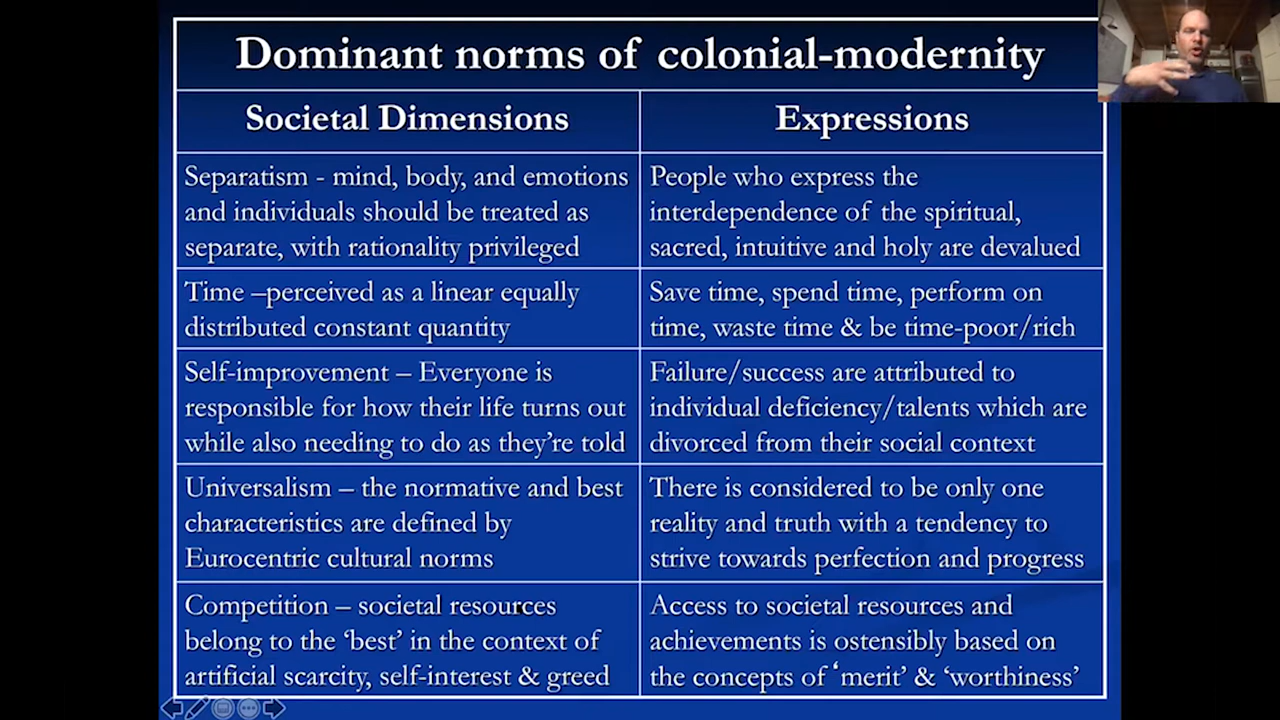 Dominant norms of colonial-modernity
Societal Dimensions
Expressions
Separatism - mind, body, and emotions
and individuals should be treated as
separate, with rationality privileged
People who express the
interdependence of the spiritual,
sacred, intuitive and holy are devalued
Time –perceived as a linear equally
distributed constant quantity
Save time, spend time, perform on
time, waste time & be time-poor/rich
Self-improvement – Everyone is
responsible for how their life turns out
while also needing to do as they’re told
Failure/success are attributed to
individual deficiency/talents which are
divorced from their social context
Universalism – the normative and best
characteristics are defined by
Eurocentric cultural norms
There is considered to be only one
reality and truth with a tendency to
strive towards perfection and progress
Competition – societal resources
belong to the ‘best’ in the context of
artificial scarcity, self-interest & greed
Access to societal resources and
achievements is ostensibly based on
the concepts of ‘merit’ & ‘worthiness’